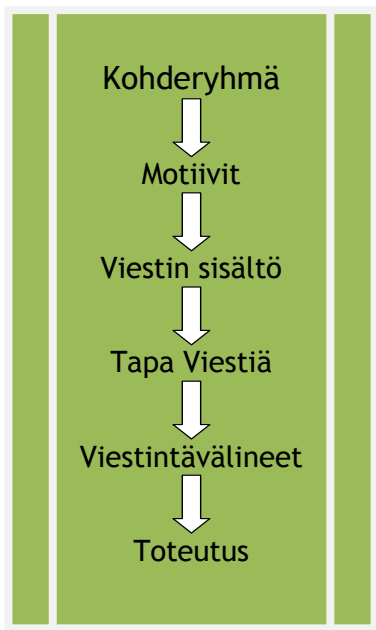 Kohderyhmä
Motiivit
Viestin sisältö
Tapa Viestiä
Viestintävälineet
Toteutus